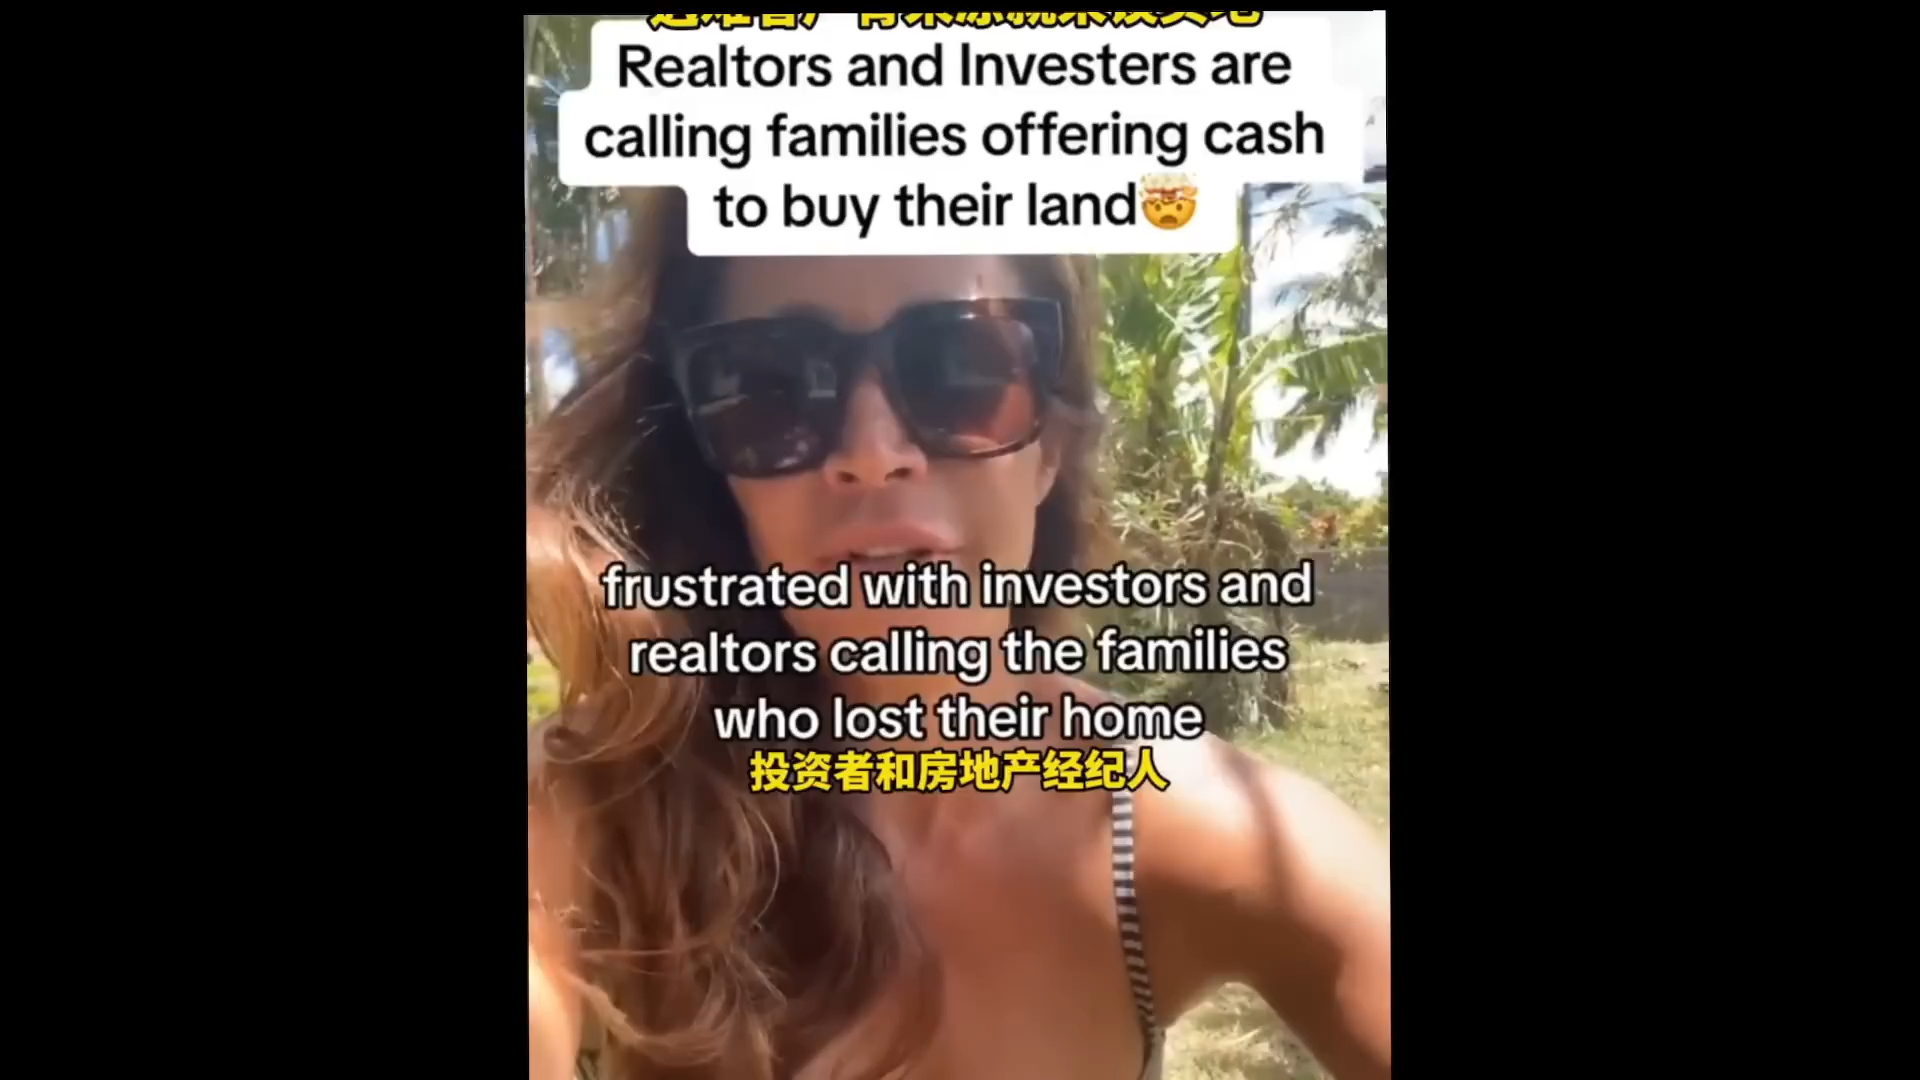 Realtors and Investers are
calling families offering cash
to buy their land🤯
frustrated with investors and
realtors calling the families
who lost their home
投资者和房地产经纪人